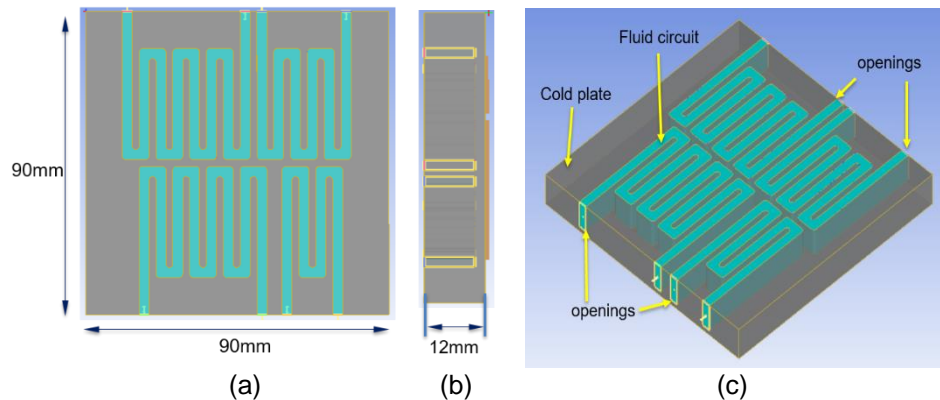 90mm
90mm
(a)
12mm
(b)
Fluid circuit
openings
Cold plate
openings
(c)